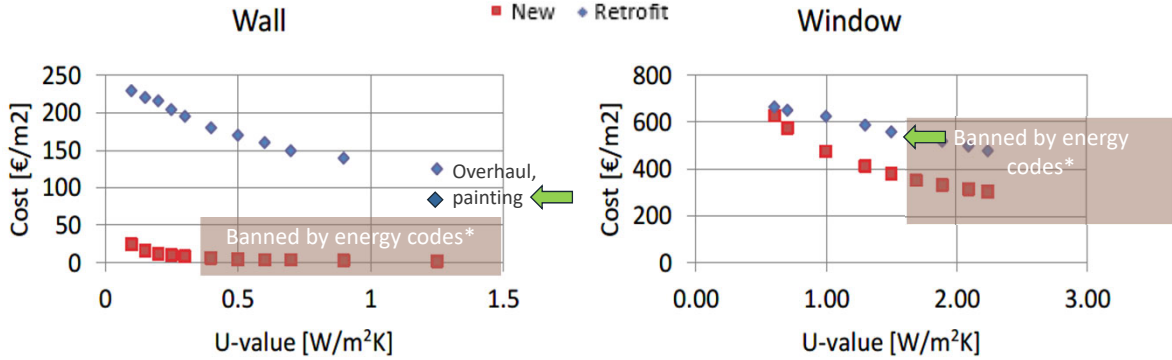 Wall
New
Retrofit
Window
Cost [€/m2]
250
200
150
100
50
0
0
0.5
1
1.5
U-value [W/m²K]
Overhaul,
painting
Banned by energy codes*
Cost [€/m2]
800
600
400
200
0
0.00
1.00
2.00
3.00
U-value [W/m²K]
Banned by energy
codes*